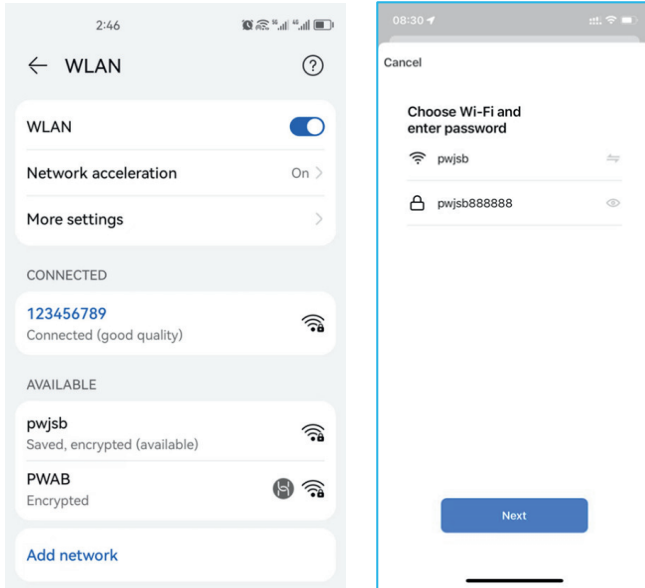 2:46
WLAN
WLAN
Network acceleration
On
More settings
CONNECTED
123456789
Connected (good quality)
AVAILABLE
pwjsb
Saved, encrypted (available)
PWAB
Encrypted
Add network
08:30
Cancel
Choose Wi-Fi and
enter password
pwjsb
pwjsb888888
Next